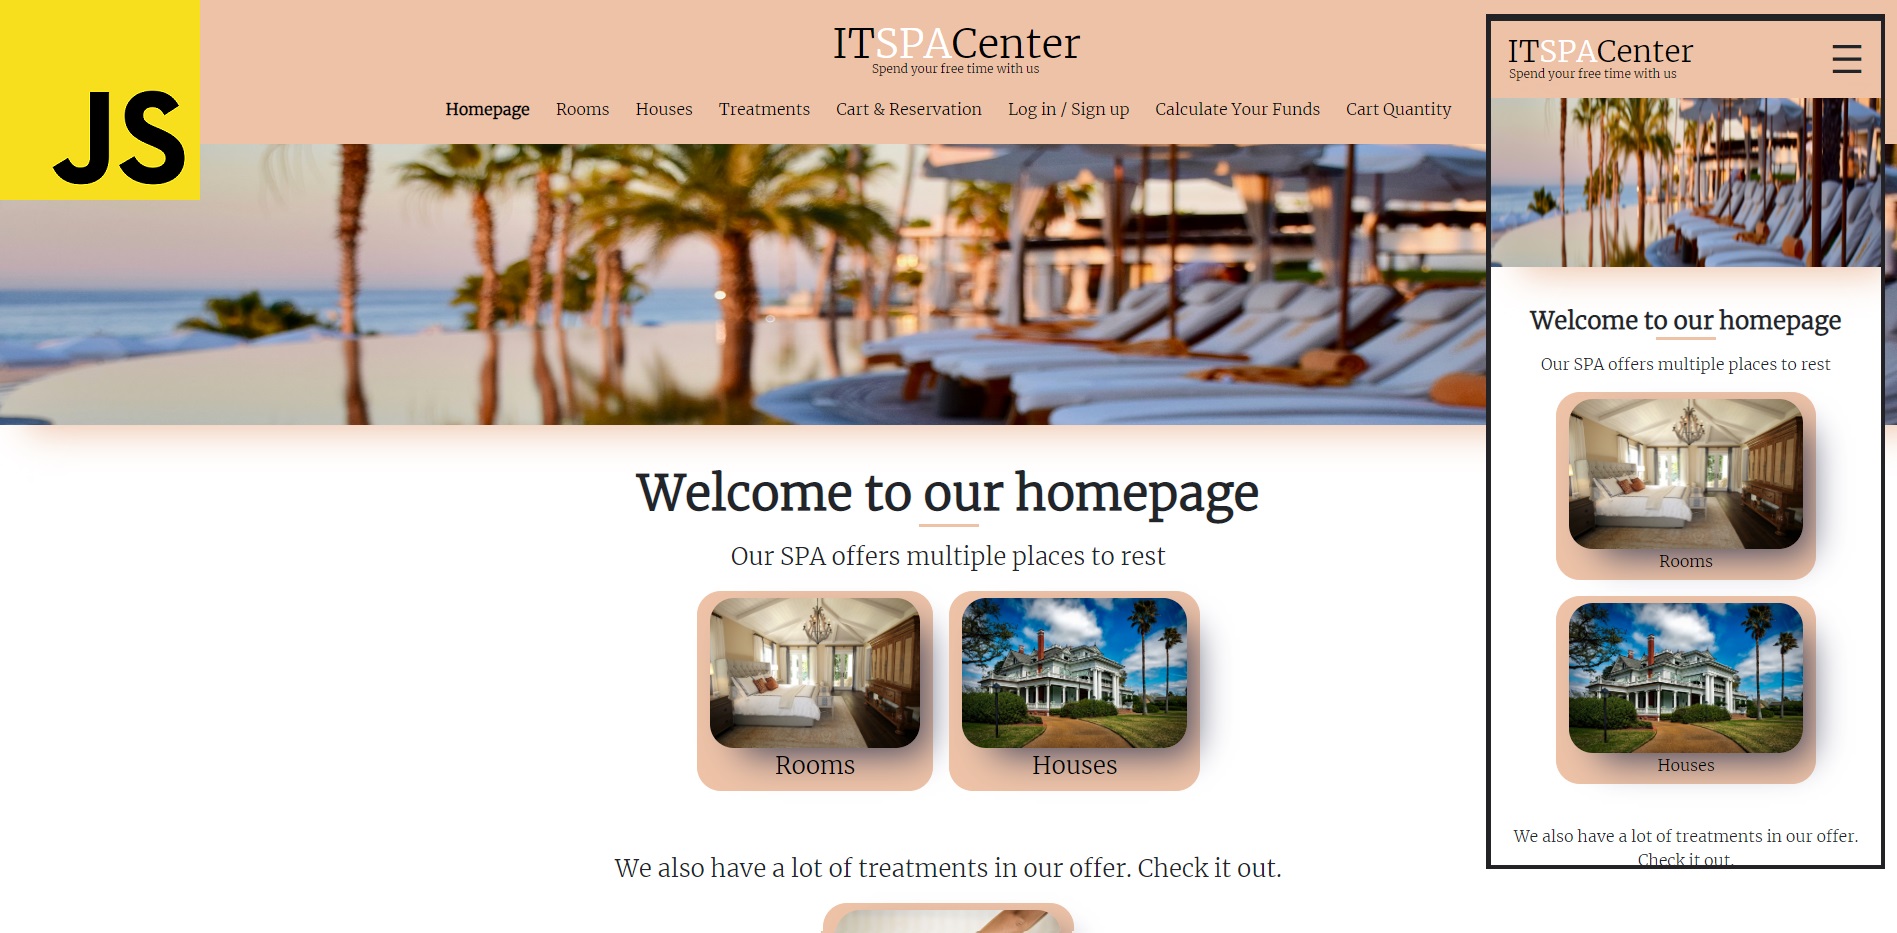 JS
ITSPACenter
Spend your free time with us
Homepage Rooms Houses Treatments Cart & Reservation Log in / Sign up Calculate Your Funds Cart Quantity
Welcome to our homepage
Our SPA offers multiple places to rest
Rooms Houses
We also have a lot of treatments in our offer. Check it out.
ITSPACenter
Spend your free time with us
Welcome to our homepage
Our SPA offers multiple places to rest
Rooms
Houses
We also have a lot of treatments in our offer.
Check it out.